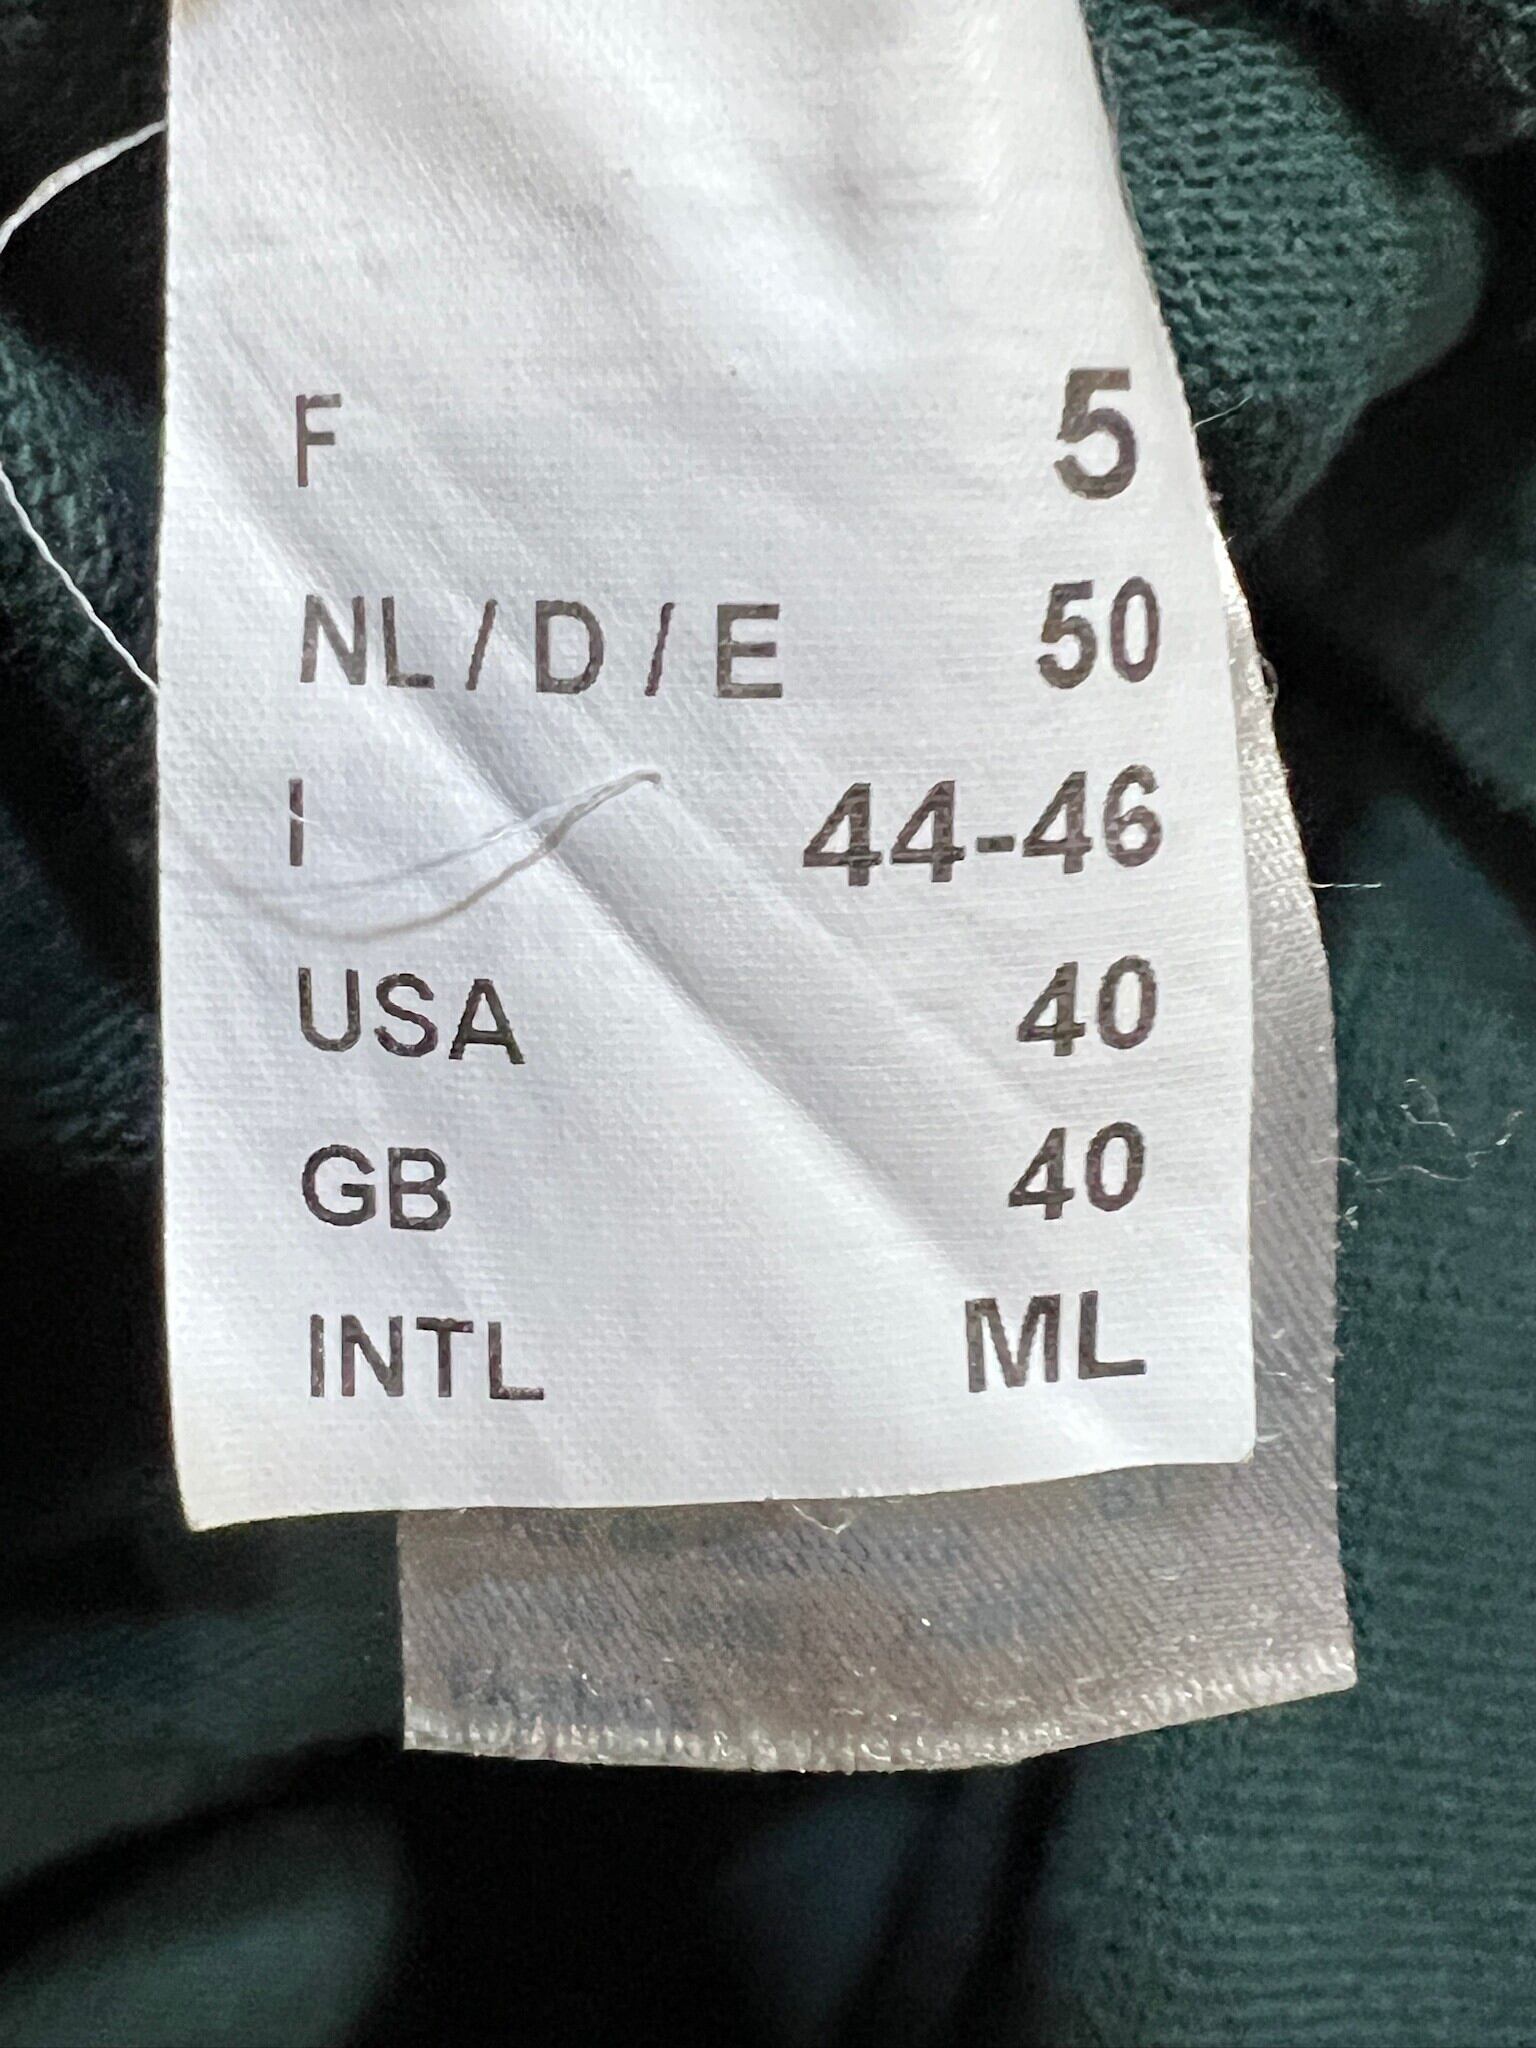 F 5
NL / D / E 50
I 44-46
USA 40
GB 40
INTL ML